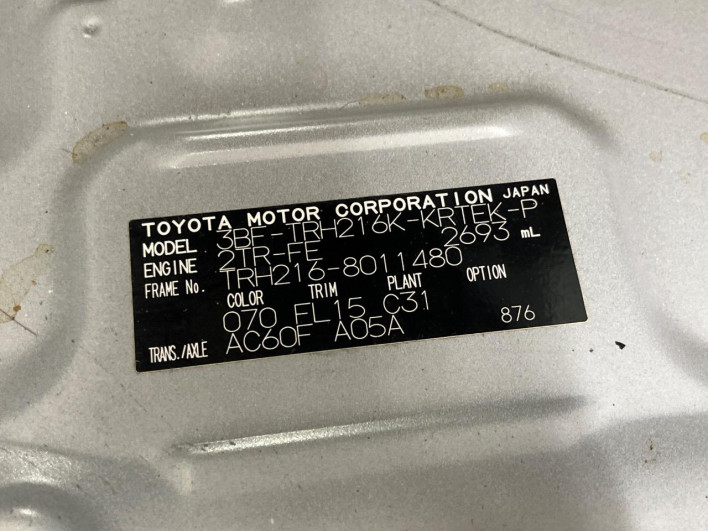 TOYOTA MOTOR CORPORATION JAPAN
MODEL 3BF-TRH216K-KRTEK-P
ENGINE 2TR-FE 2693 mL
FRAME No. TRH216-8011480
COLOR TRIM PLANT OPTION
070 FL15 C31
TRANS./AXLE AC60F A05A 876